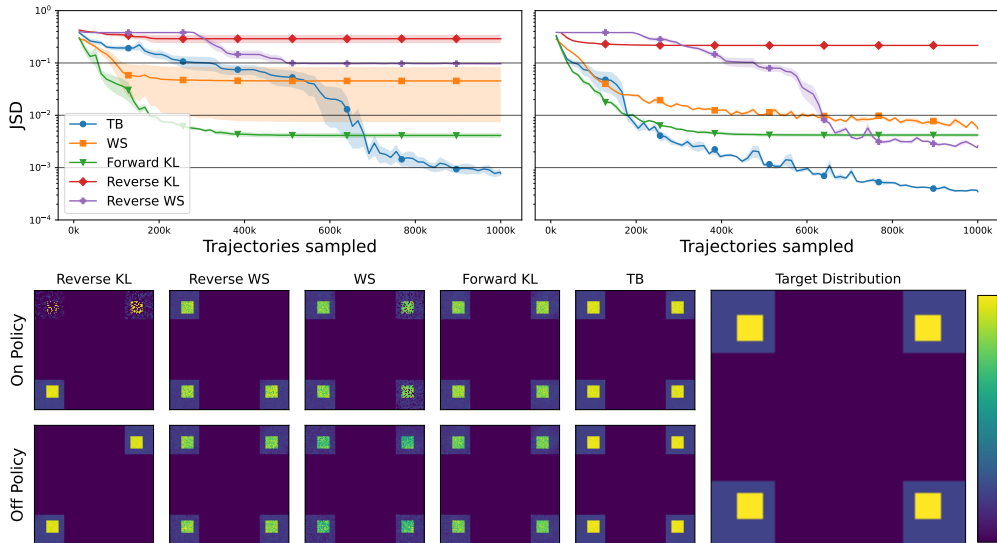 10⁰
10⁻¹
10⁻²
10⁻³
10⁻⁴
JSD
TB
WS
Forward KL
Reverse KL
Reverse WS
0k
200k
400k
600k
800k
1000k
Trajectories sampled
0k
200k
400k
600k
800k
1000k
Trajectories sampled
Reverse KL
Reverse WS
WS
Forward KL
TB
Target Distribution
On Policy
Off Policy